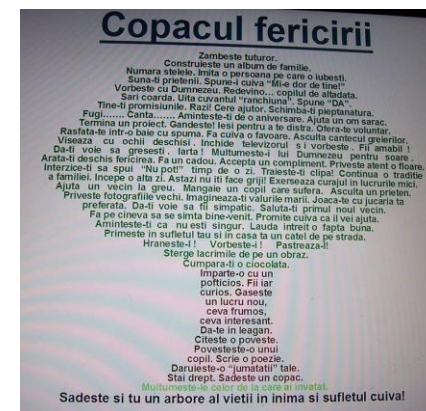 Copacul fericirii
Zambeste tuturor.
Construieste un album de familie.
Numara stelele. Imita o persoana pe care o iubesti.
Suna-ti prietenii. Spune-i cuiva "Mi-e dor de tine!"
Vorbeste cu Dumnezeu. Redevino... copilul de altadata.
Sari coarda. Uita cuvantul "ranchiuna". Spune "DA".
Tine-ti promisiunile. Razi! Cere ajutor. Schimba-ti pieptanatura.
Fugi....... Canta....... Aminteste-ti de o aniversare. Ajuta un om sarac.
Termina un proiect. Gandeste! Iesi pentru a te distra. Ofera-te voluntar.
Rasfata-te intr-o baie cu spuma. Fa cuiva o favoare. Asculta cantecul greierilor.
Viseaza cu ochii deschisi. Inchide televizorul si vorbeste. Fii amabil !
Da-ti voie sa gresesti. Iarta! Multumeste-i lui Dumnezeu pentru soare.
Arata-ti deschis fericirea. Fa un cadou. Accepta un compliment. Priveste atent o floare.
Interzice-ti sa spui "Nu pot!" timp de o zi. Traieste-ti clipa! Continua o traditie
a familiei. Incepe o alta zi. Astazi nu iti face griji! Exerseaza curajul in lucrurile mici.
Ajuta un vecin la greu. Mangaie un copil care sufera. Asculta un prieten.
Priveste fotografiile vechi. Imagineaza-ti valurile marii. Joaca-te cu jucaria ta
preferata. Da-ti voie sa fii simpatic. Saluta-ti primul noul vecin.
Fa pe cineva sa se simta bine-venit. Promite cuiva ca il vei ajuta.
Aminteste-ti ca nu esti singur. Lauda intreit o fapta buna.
Primeste in sufletul tau si in casa ta un catel de pe strada.
Hraneste-l ! Vorbeste-i ! Pastreaza-l!
Sterge lacrimile de pe un obraz.
Cumpara-ti o ciocolata.
Imparte-o cu un
pofticios. Fii iar
curios. Gaseste
un lucru nou,
ceva frumos,
ceva interesant.
Da-te in leagan.
Citeste o poveste.
Povesteste-o unui
copil. Scrie o poezie.
Daruieste-o "jumatatii" tale.
Stai drept. Sadeste un copac.
Multumeste-le celor de la care ai invatat.
Sadeste si tu un arbore al vietii in inima si sufletul cuiva!